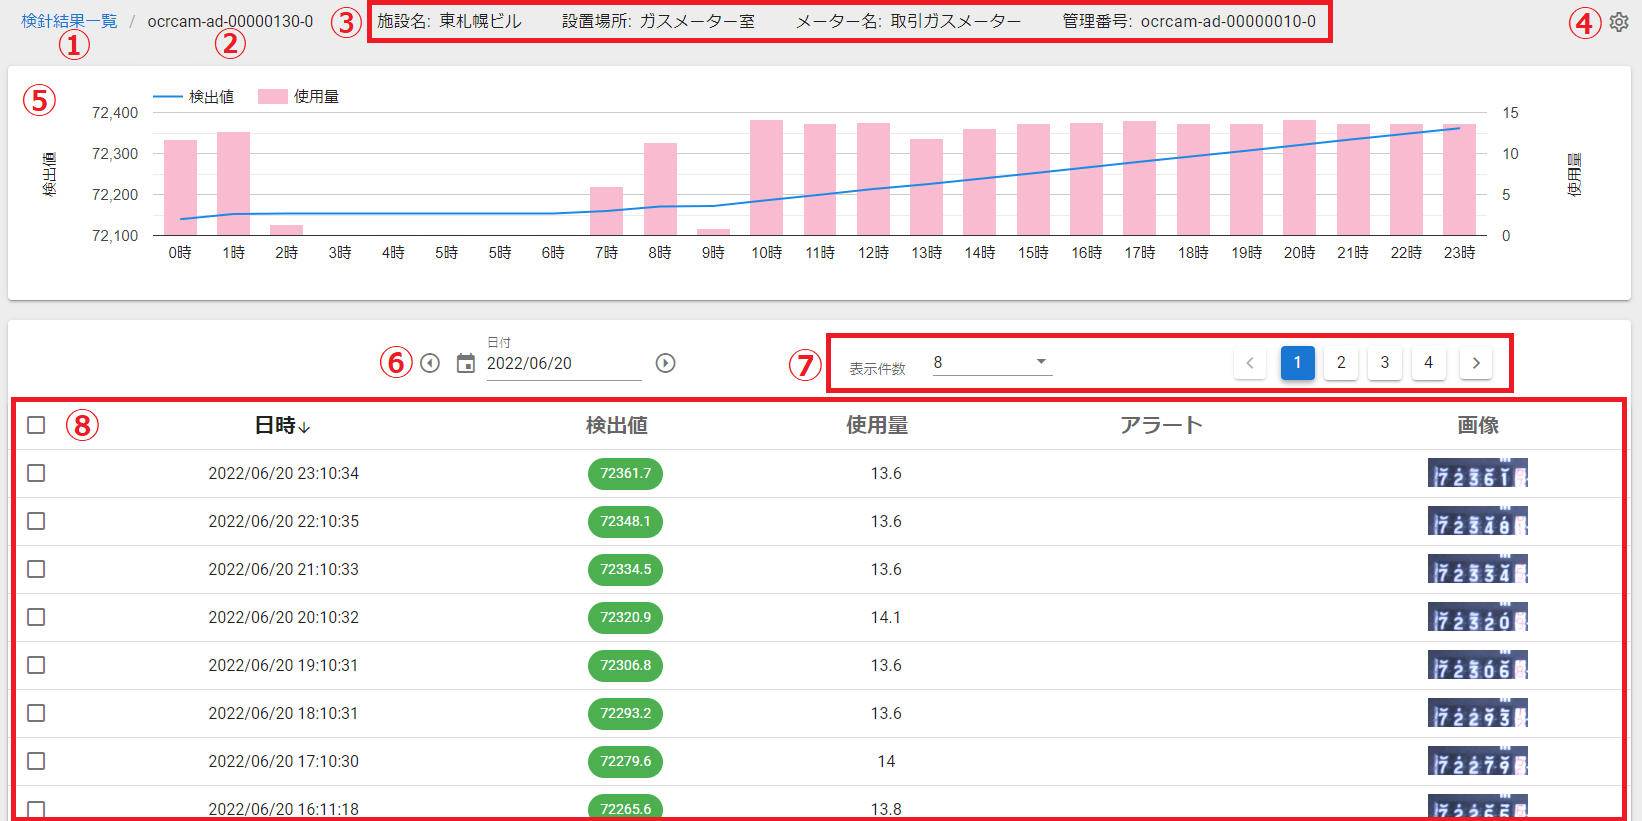 検針結果一覧 / ocrcam-ad-00000130-0 ③ 施設名: 東札幌ビル 設置場所: ガスメーター室 メーター名: 取引ガスメーター 管理番号: ocrcam-ad-00000010-0 ④
① ②
⑤ 検出値 使用量
72,400 15
72,300 10
72,200 5
72,100 0
検出値 使用量
0時 1時 2時 3時 4時 5時 5時 6時 7時 8時 9時 10時 11時 12時 13時 14時 15時 16時 17時 18時 19時 20時 21時 22時 23時
日付
⑥ 2022/06/20 ⑦ 表示件数 8 < 1 2 3 4 >
⑧ 日時↓ 検出値 使用量 アラート 画像
2022/06/20 23:10:34 72361.7 13.6 72361
2022/06/20 22:10:35 72348.1 13.6 72348
2022/06/20 21:10:33 72334.5 13.6 72334
2022/06/20 20:10:32 72320.9 14.1 72320
2022/06/20 19:10:31 72306.8 13.6 72306
2022/06/20 18:10:31 72293.2 13.6 72293
2022/06/20 17:10:30 72279.6 14 72279
2022/06/20 16:11:18 72265.6 13.8 72265